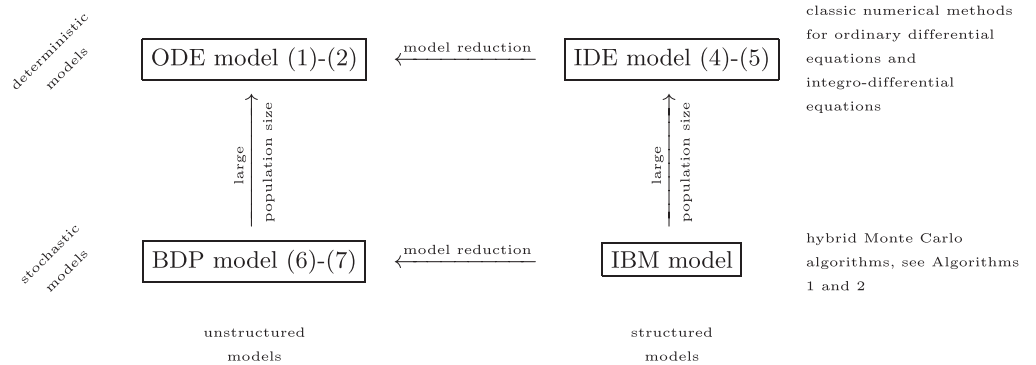 deterministic
models
ODE model (1)-(2)
model reduction
IDE model (4)-(5)
classic numerical methods
for ordinary differential
equations and
integro-differential
equations
large
population size
large
population size
stochastic
models
BDP model (6)-(7)
model reduction
IBM model
hybrid Monte Carlo
algorithms, see Algorithms
1 and 2
unstructured
models
structured
models